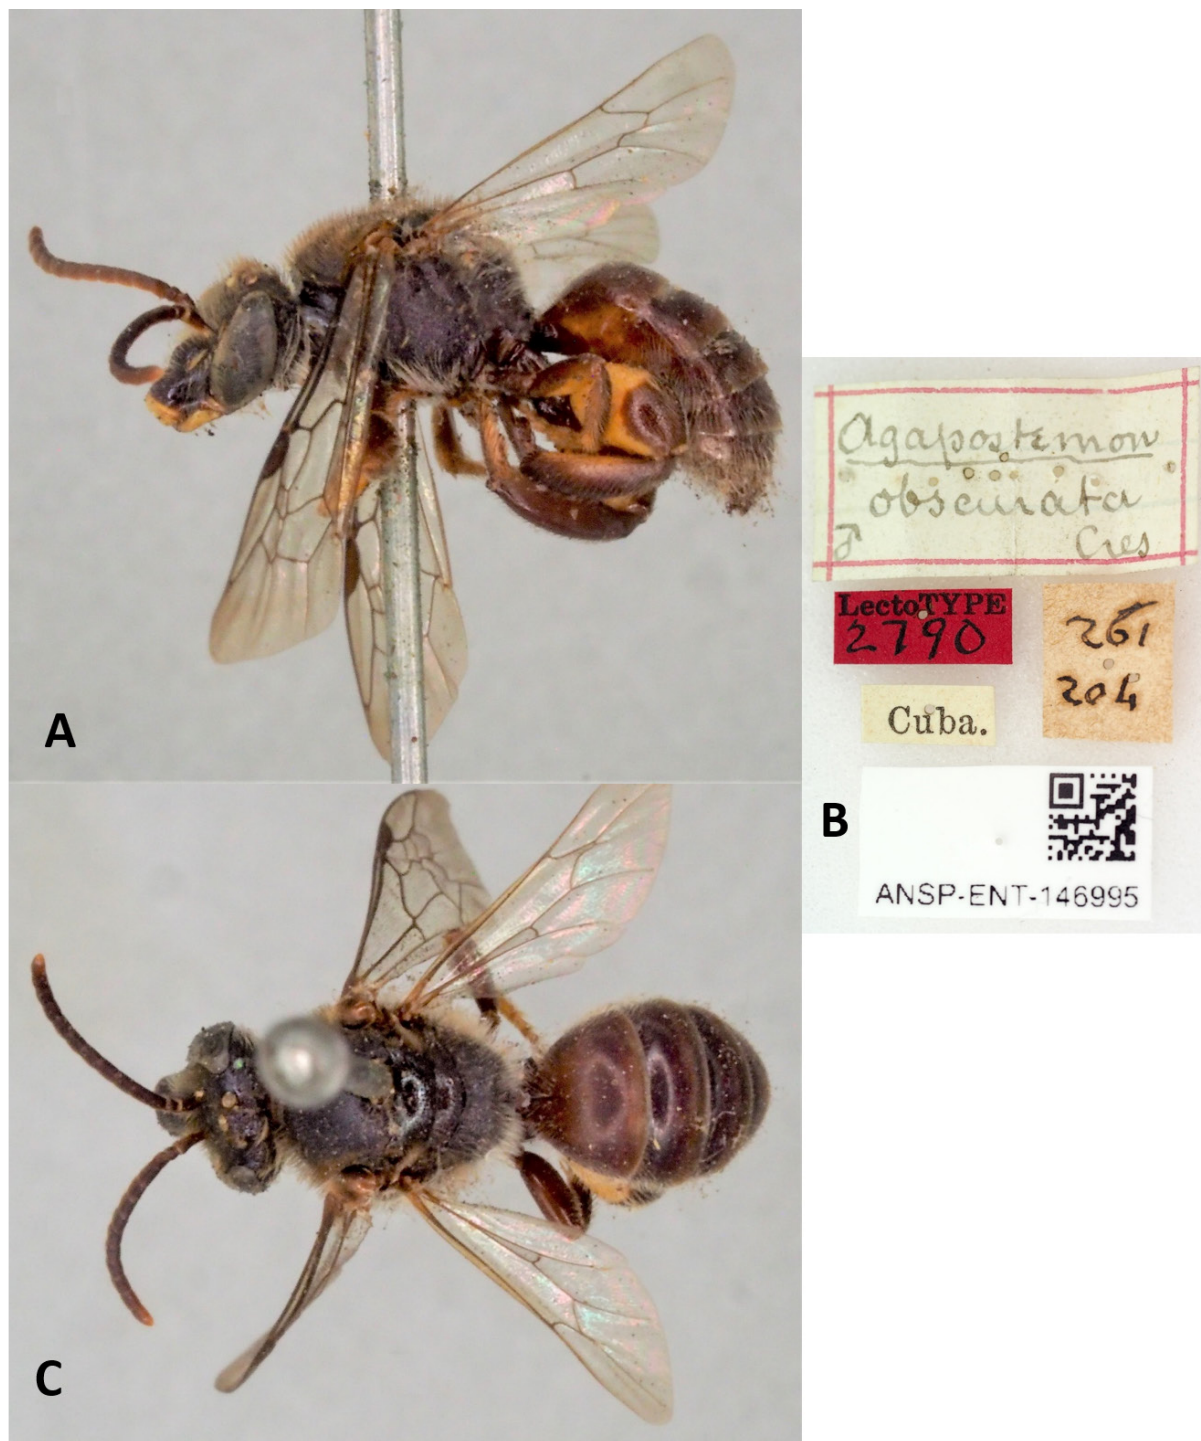 A
Agapostemon
obscurata
♂ Cres
LectoTYPE
2790
261
204
Cuba.
B
ANSP-ENT-146995
C